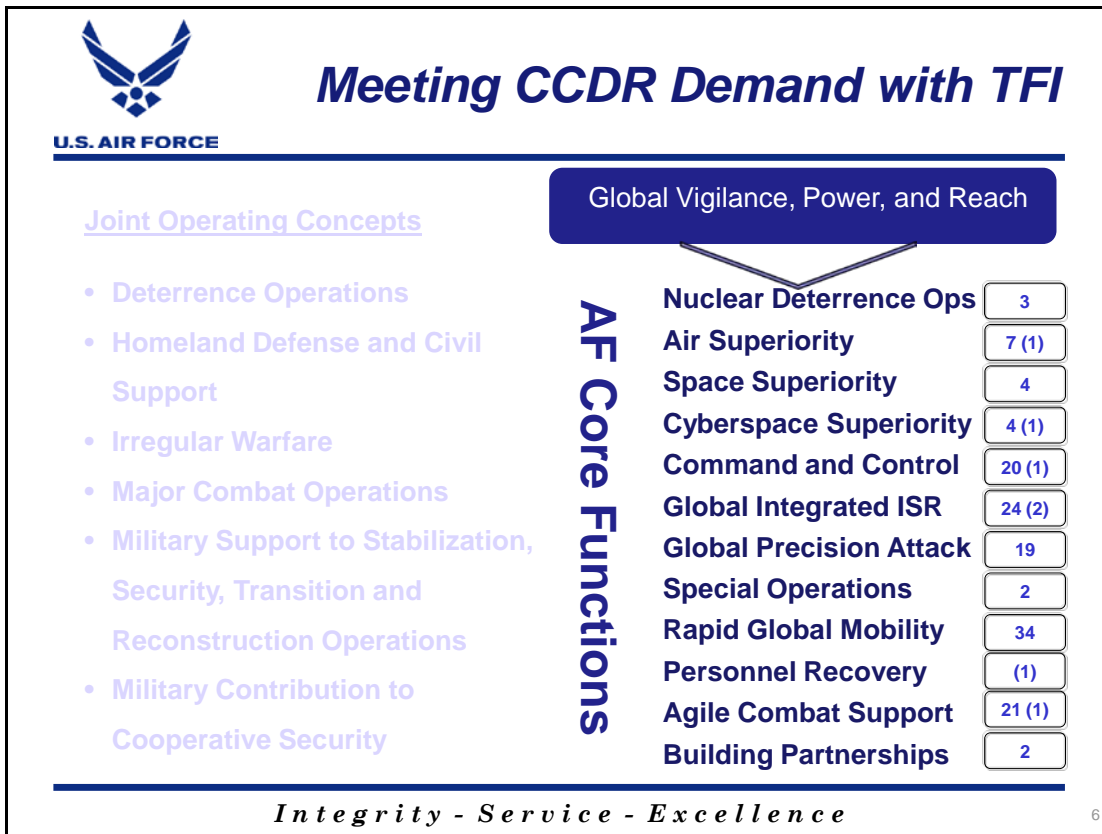 Meeting CCDR Demand with TFI
U.S. AIR FORCE
Joint Operating Concepts
• Deterrence Operations
• Homeland Defense and Civil
Support
• Irregular Warfare
• Major Combat Operations
• Military Support to Stabilization,
Security, Transition and
Reconstruction Operations
• Military Contribution to
Cooperative Security
Global Vigilance, Power, and Reach
AF Core Functions
Nuclear Deterrence Ops 3
Air Superiority 7 (1)
Space Superiority 4
Cyberspace Superiority 4 (1)
Command and Control 20 (1)
Global Integrated ISR 24 (2)
Global Precision Attack 19
Special Operations 2
Rapid Global Mobility 34
Personnel Recovery (1)
Agile Combat Support 21 (1)
Building Partnerships 2
Integrity - Service - Excellence
6